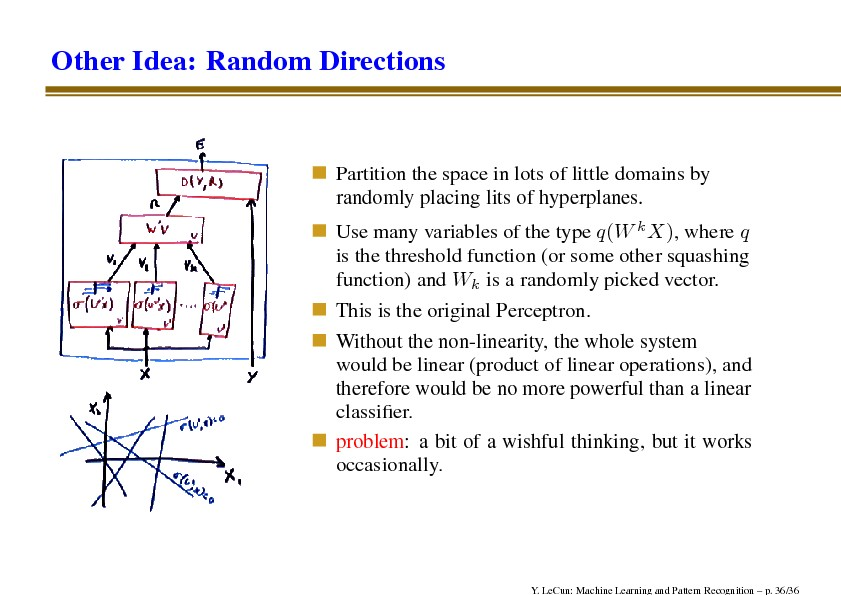 Other Idea: Random Directions
E
D(Y,R)
R
W'V
V₁
V₂
Vk
σ(U'x)
σ(U²x)
....
X
Y
X₂
X₁
Partition the space in lots of little domains by
randomly placing lits of hyperplanes.
Use many variables of the type q(WᵏX), where q
is the threshold function (or some other squashing
function) and Wₖ is a randomly picked vector.
This is the original Perceptron.
Without the non-linearity, the whole system
would be linear (product of linear operations), and
therefore would be no more powerful than a linear
classifier.
problem: a bit of a wishful thinking, but it works
occasionally.
Y. LeCun: Machine Learning and Pattern Recognition – p. 36/36